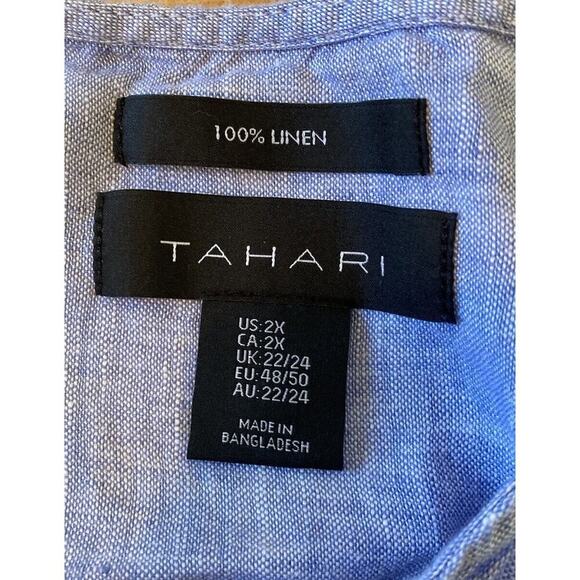 100% LINEN
TAHARI
US:2X
CA:2X
UK:22/24
EU:48/50
AU:22/24
MADE IN
BANGLADESH